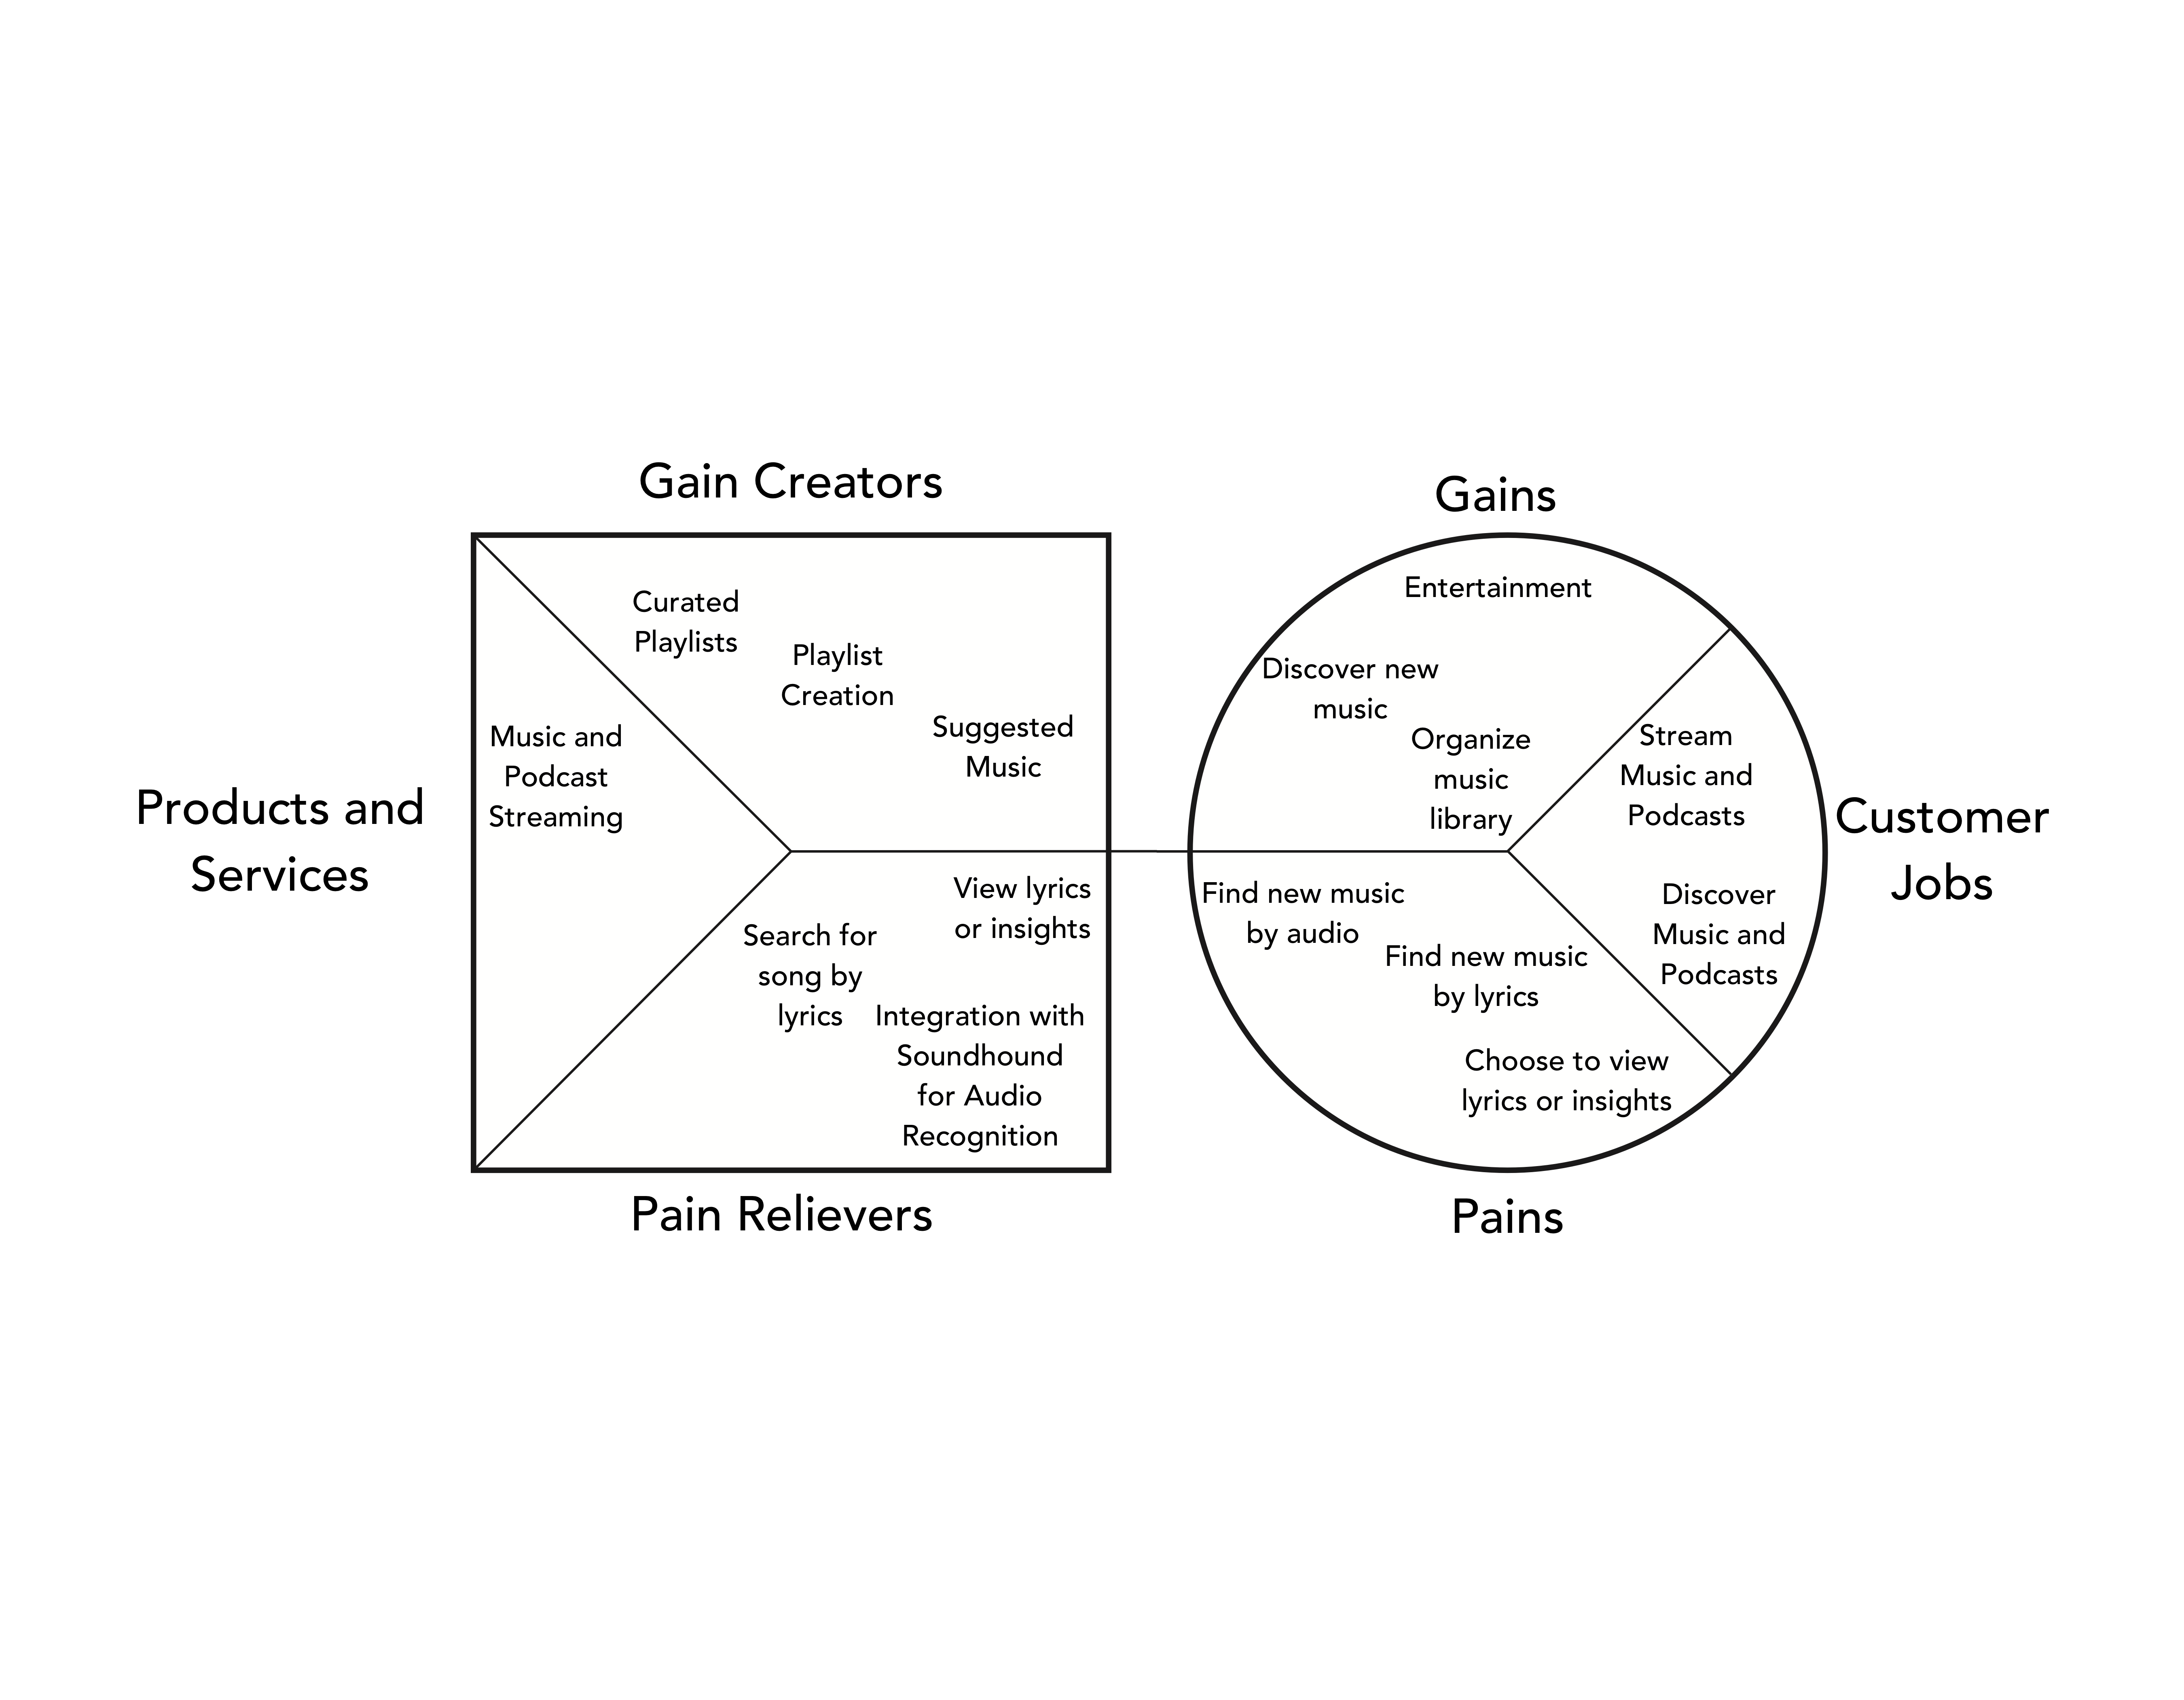 Gain Creators
Curated
Playlists
Playlist
Creation
Suggested
Music
Products and
Services
Music and
Podcast
Streaming
View lyrics
or insights
Search for
song by
lyrics
Integration with
Soundhound
for Audio
Recognition
Pain Relievers
Gains
Entertainment
Discover new
music
Organize
music
library
Stream
Music and
Podcasts
Discover
Music and
Podcasts
Customer
Jobs
Find new music
by audio
Find new music
by lyrics
Choose to view
lyrics or insights
Pains